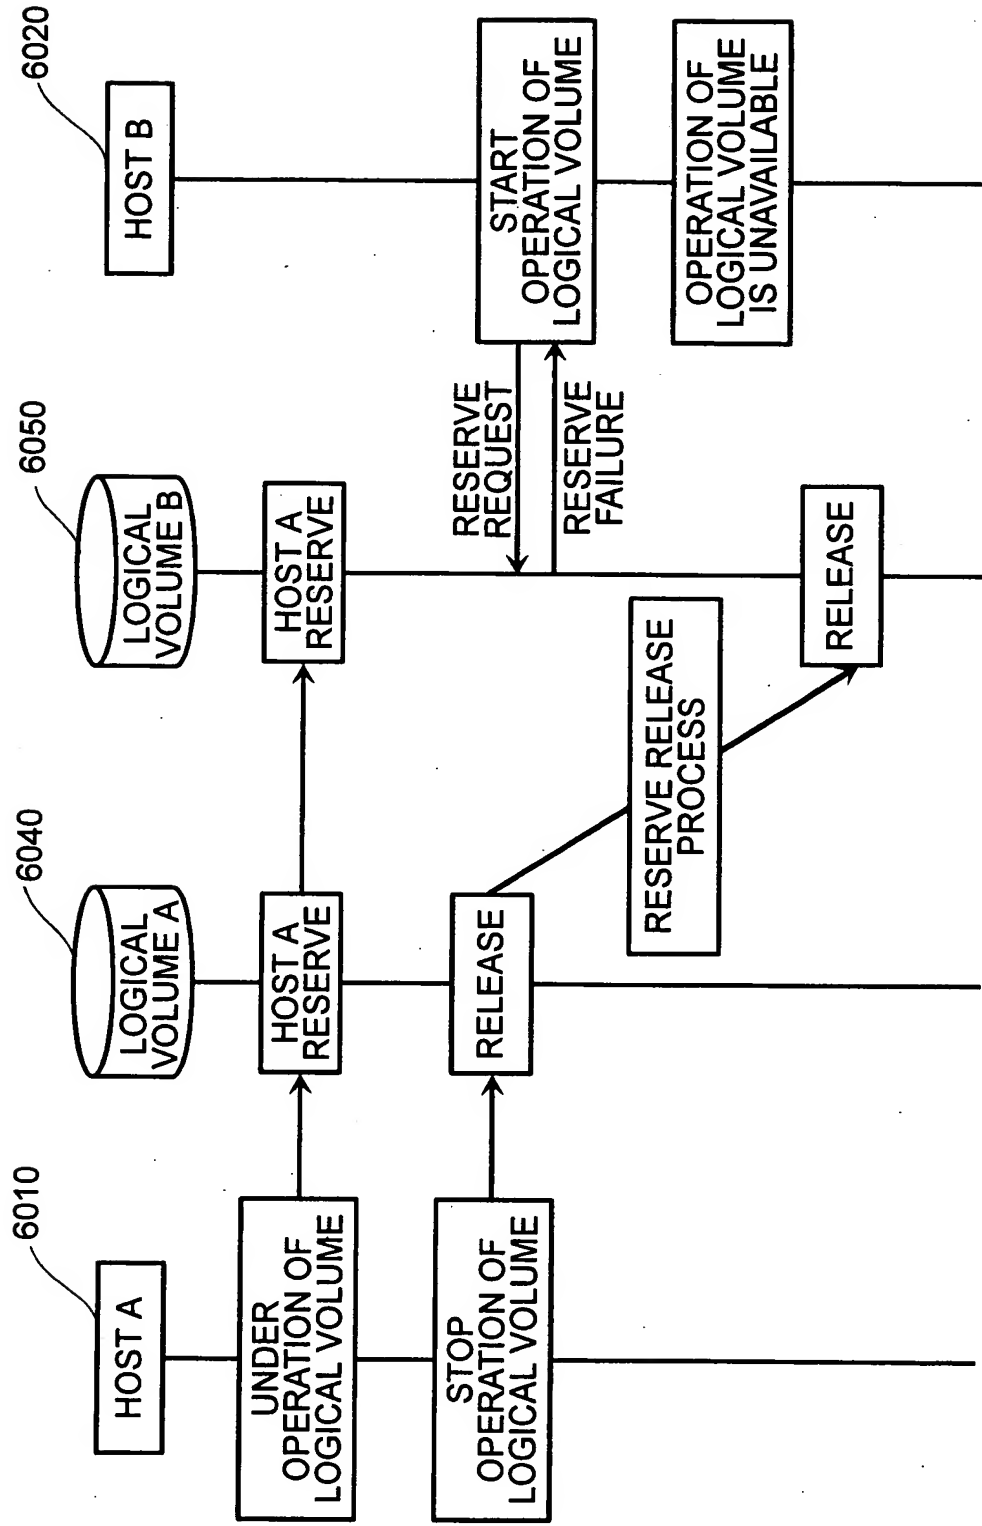 6010
6040
6050
6020
HOST A
LOGICAL
VOLUME A
LOGICAL
VOLUME B
HOST B
UNDER
OPERATION OF
LOGICAL VOLUME
HOST A
RESERVE
HOST A
RESERVE
STOP
OPERATION OF
LOGICAL VOLUME
RELEASE
RESERVE
REQUEST
RESERVE
FAILURE
START
OPERATION OF
LOGICAL VOLUME
RESERVE RELEASE
PROCESS
OPERATION OF
LOGICAL VOLUME
IS UNAVAILABLE
RELEASE